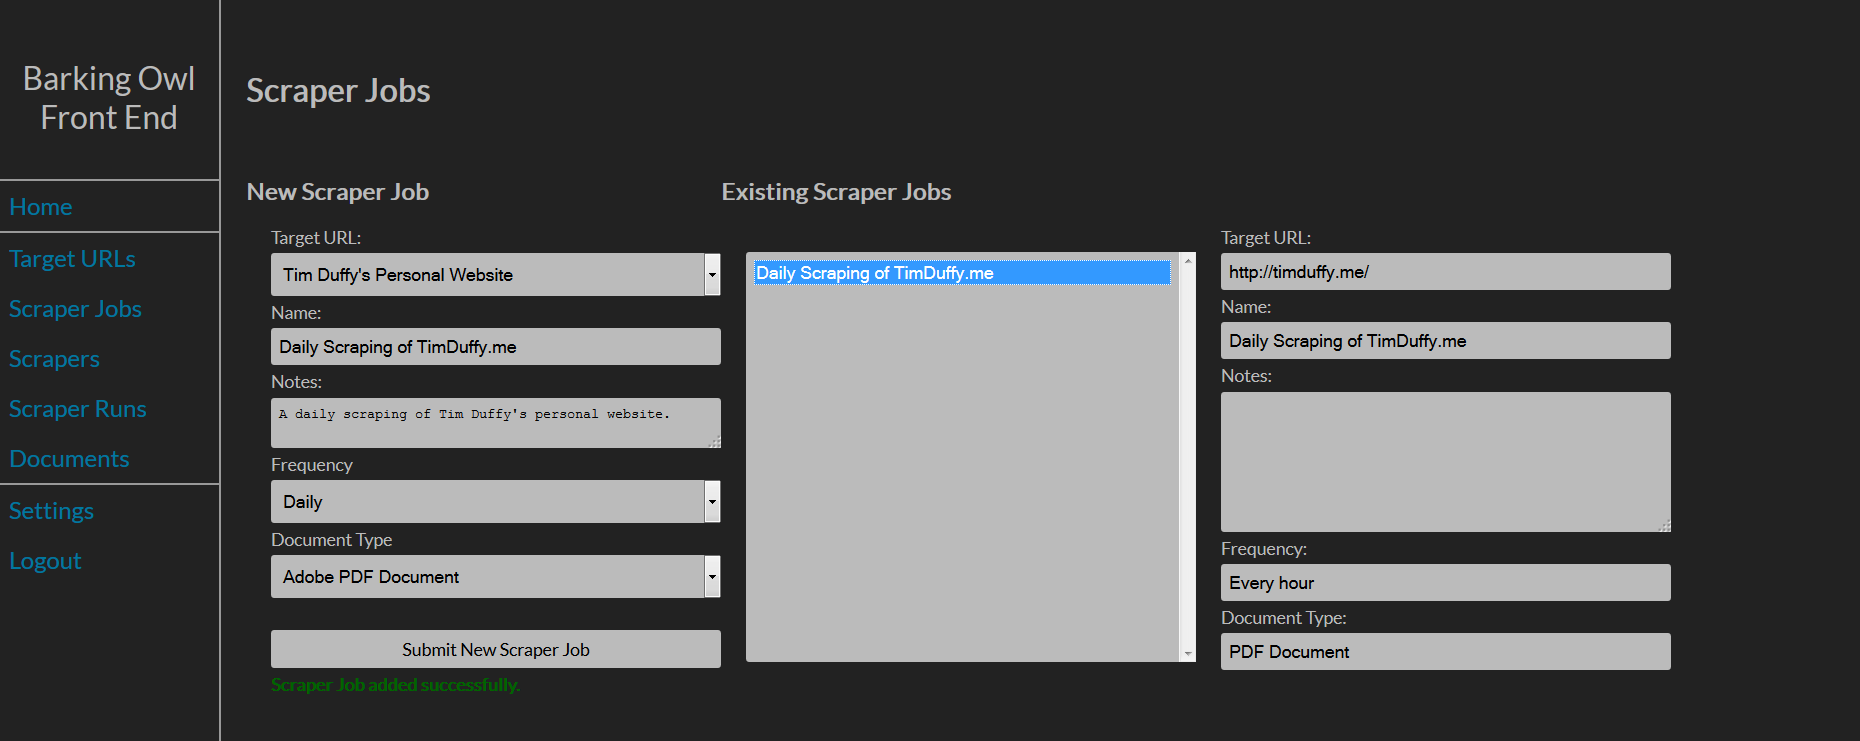 Barking Owl
Front End
Home
Target URLs
Scraper Jobs
Scrapers
Scraper Runs
Documents
Settings
Logout
Scraper Jobs
New Scraper Job
Target URL:
Tim Duffy's Personal Website
Name:
Daily Scraping of TimDuffy.me
Notes:
A daily scraping of Tim Duffy's personal website.
Frequency
Daily
Document Type
Adobe PDF Document
Submit New Scraper Job
Scraper Job added successfully.
Existing Scraper Jobs
Daily Scraping of TimDuffy.me
Target URL:
http://timduffy.me/
Name:
Daily Scraping of TimDuffy.me
Notes:
Frequency:
Every hour
Document Type:
PDF Document